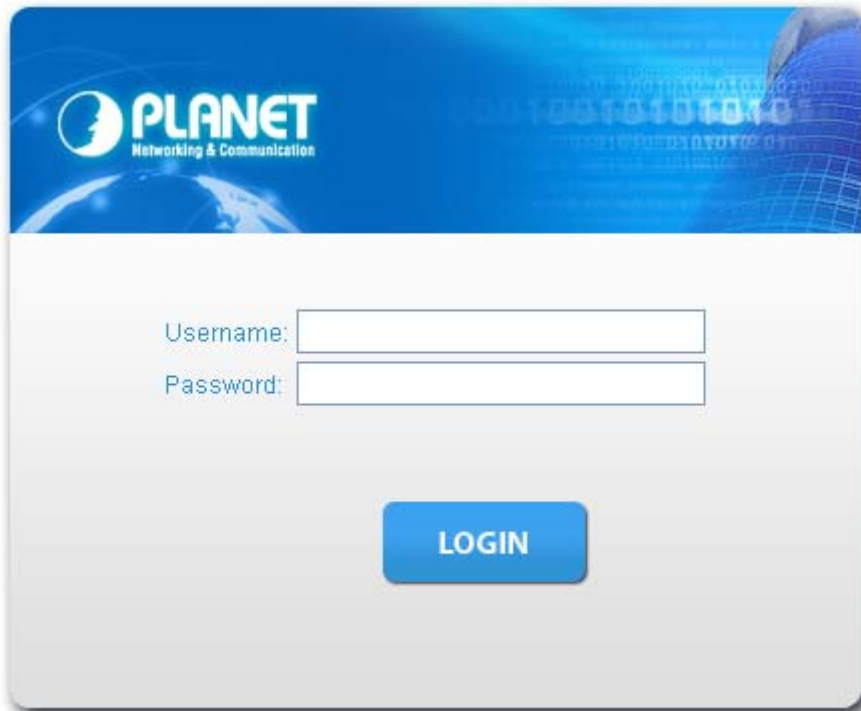 PLANET
Networking & Communication
Username:
Password:
LOGIN